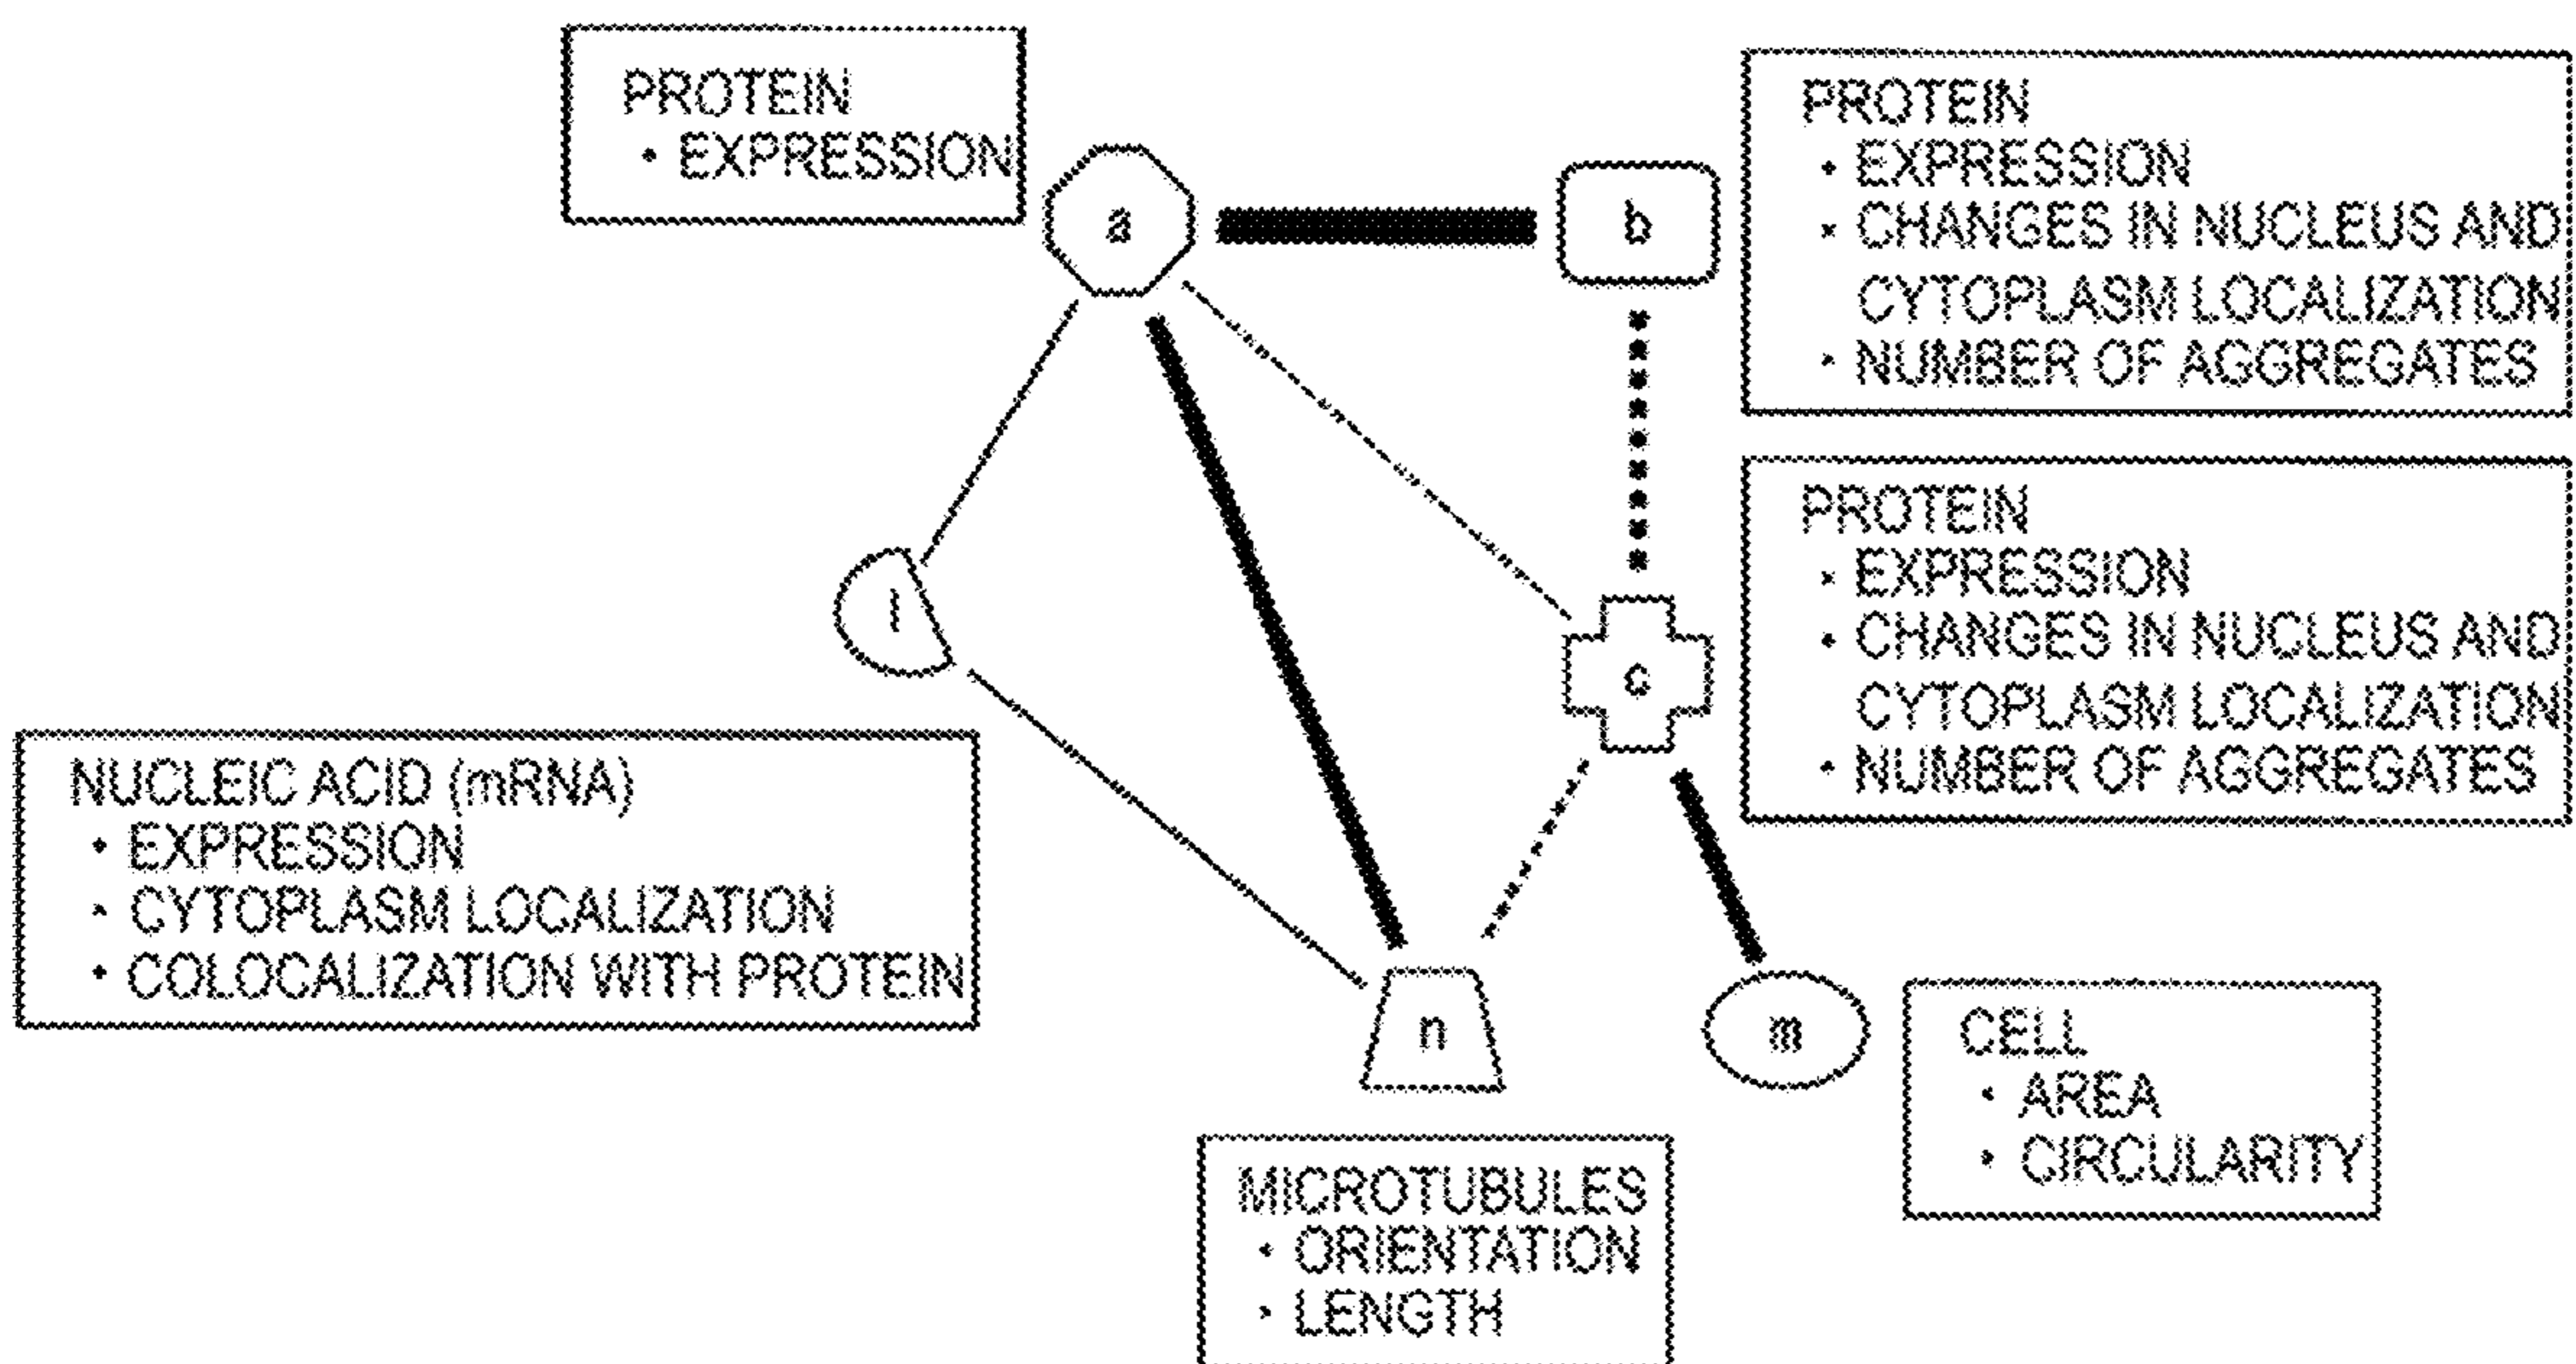 PROTEIN
・EXPRESSION
a
b
PROTEIN
・EXPRESSION
・CHANGES IN NUCLEUS AND
CYTOPLASM LOCALIZATION
・NUMBER OF AGGREGATES
PROTEIN
・EXPRESSION
・CHANGES IN NUCLEUS AND
CYTOPLASM LOCALIZATION
・NUMBER OF AGGREGATES
l
c
NUCLEIC ACID (mRNA)
・EXPRESSION
・CYTOPLASM LOCALIZATION
・COLOCALIZATION WITH PROTEIN
n
m
CELL
・AREA
・CIRCULARITY
MICROTUBULES
・ORIENTATION
・LENGTH